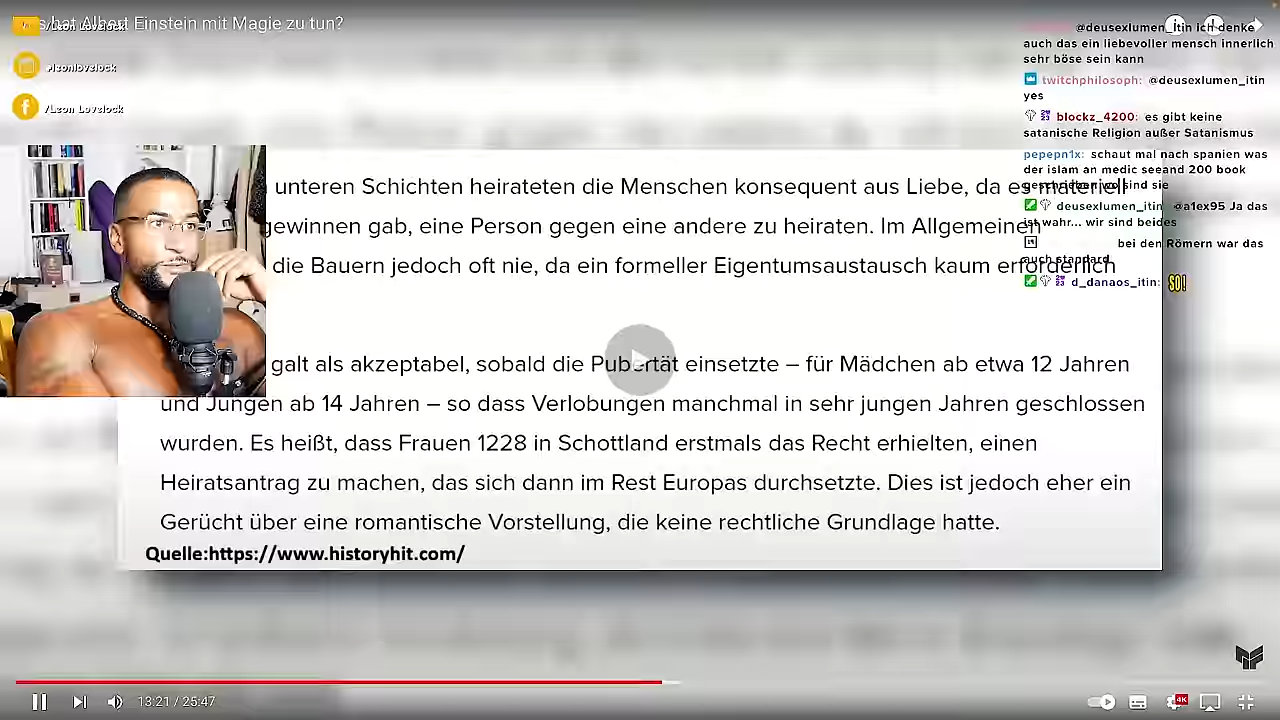 hat Albert Einstein mit Magie zu tun?
/Leon Lovelock
#leonlovelock
/Leon Lovelock
@deusexlumen_itin ich denke
auch das ein liebevoller mensch innerlich
sehr böse sein kann
twitchphilosoph: @deusexlumen_itin
yes
blockz_4200: es gibt keine
satanische Religion außer Satanismus
pepepn1x: schaut mal nach spanien was
der islam an medic seeand 200 book
geschrieben wo sind sie
deusexlumen_itin @a1ex95 Ja das
ist wahr... wir sind beides
bei den Römern war das
auch standard
d_danaos_itin: SO!
unteren Schichten heirateten die Menschen konsequent aus Liebe, da es materiell
gewinnen gab, eine Person gegen eine andere zu heiraten. Im Allgemeinen
die Bauern jedoch oft nie, da ein formeller Eigentumsaustausch kaum erforderlich
galt als akzeptabel, sobald die Pubertät einsetzte – für Mädchen ab etwa 12 Jahren
und Jungen ab 14 Jahren – so dass Verlobungen manchmal in sehr jungen Jahren geschlossen
wurden. Es heißt, dass Frauen 1228 in Schottland erstmals das Recht erhielten, einen
Heiratsantrag zu machen, das sich dann im Rest Europas durchsetzte. Dies ist jedoch eher ein
Gerücht über eine romantische Vorstellung, die keine rechtliche Grundlage hatte.
Quelle:https://www.historyhit.com/
13:21 / 25:47
4K